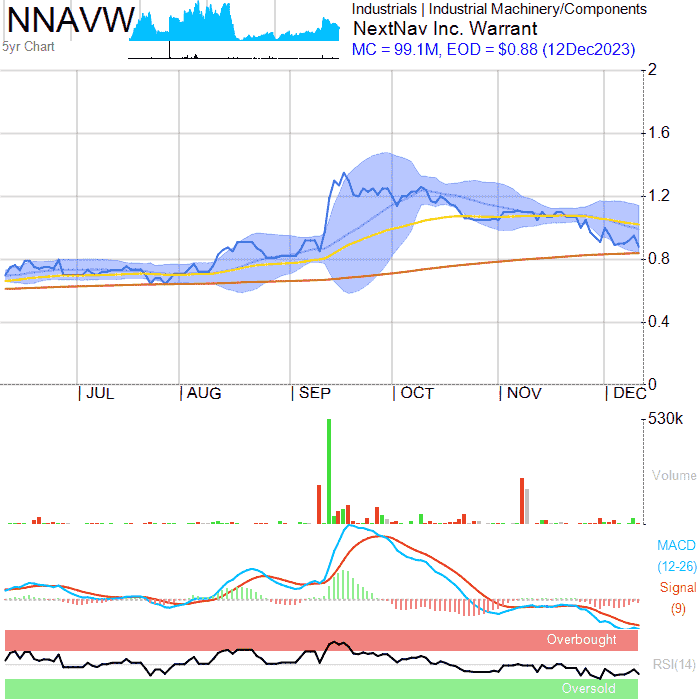 NNAVW
5yr Chart
Industrials | Industrial Machinery/Components
NextNav Inc. Warrant
MC = 99.1M, EOD = $0.88 (12Dec2023)
2
1.6
1.2
0.8
0.4
0
| JUL | AUG | SEP | OCT | NOV | DEC
530k
Volume
MACD
(12-26)
Signal
(9)
Overbought
RSI(14)
Oversold